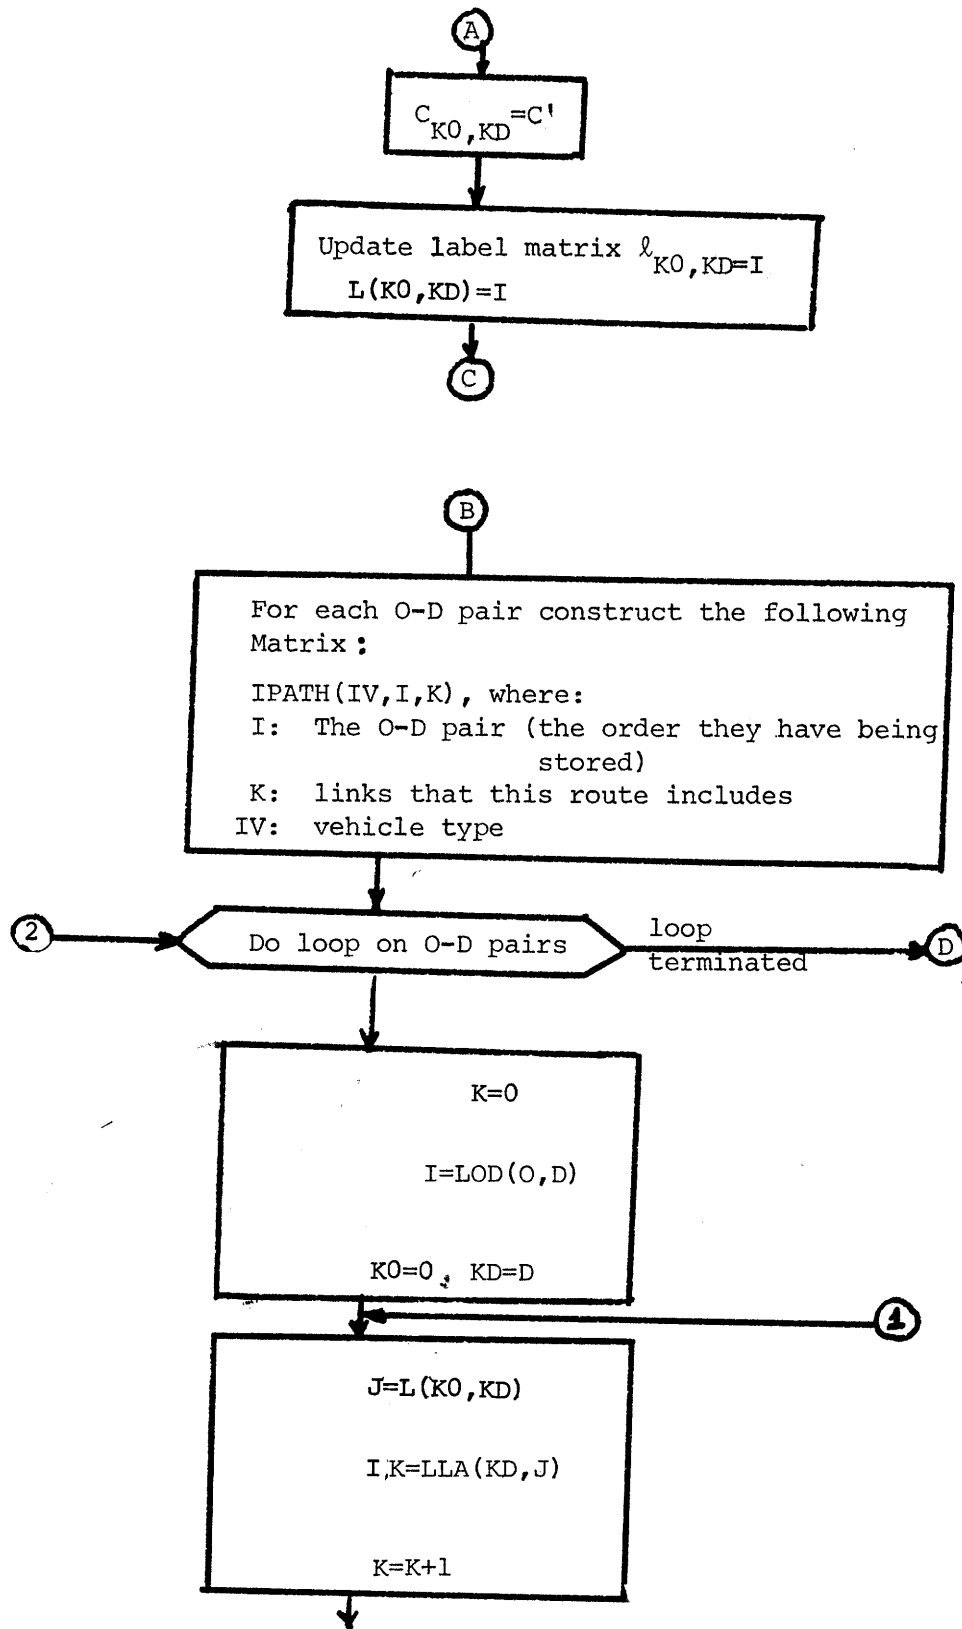 A
C_KO,KD=C'
Update label matrix ℓ_KO,KD=I
L(KO,KD)=I
C
B
For each O-D pair construct the following
Matrix:
IPATH(IV,I,K), where:
I: The O-D pair (the order they have being
stored)
K: links that this route includes
IV: vehicle type
2
Do loop on O-D pairs
loop
terminated
D
K=0
I=LOD(O,D)
KO=O, KD=D
1
J=L(KO,KD)
I,K=LLA(KD,J)
K=K+1